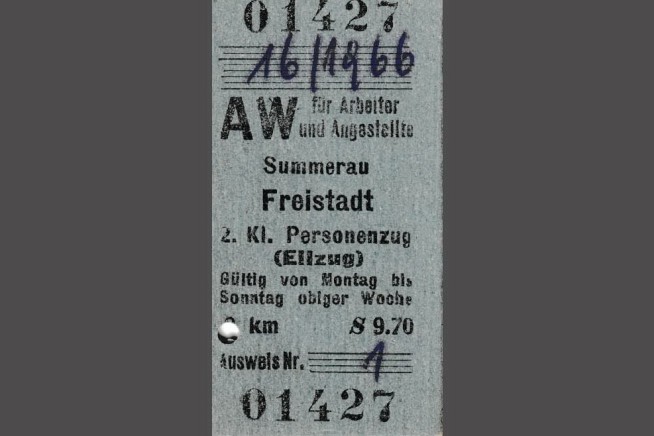 01427
16/1966
AW für Arbeiter
und Angestellte
Summerau
Freistadt
2. Kl. Personenzug
(Eilzug)
Gültig von Montag bis
Sonntag obiger Woche
km S 9.70
Ausweis Nr. 1
01427